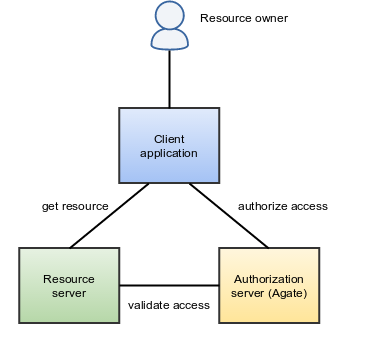 Resource owner
Client
application
get resource
authorize access
Resource
server
Authorization
server (Agate)
validate access